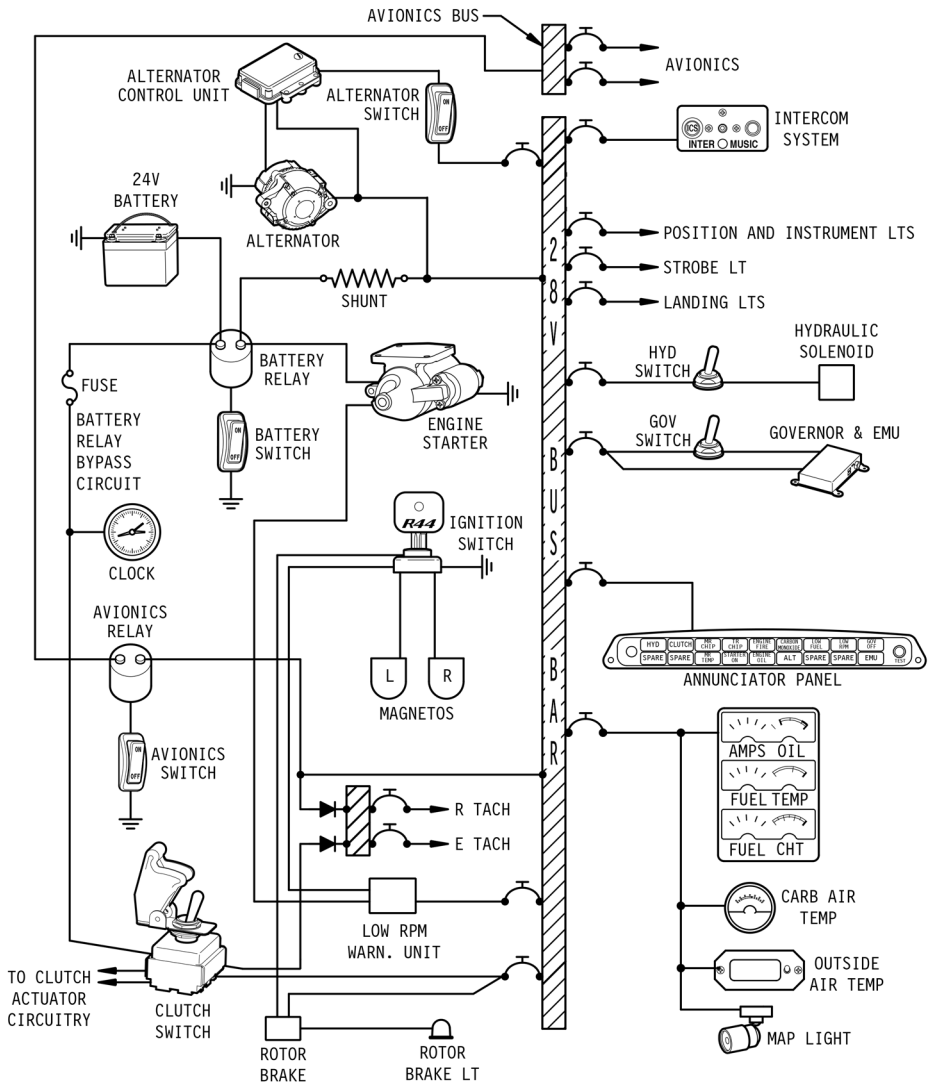 AVIONICS BUS
AVIONICS
ALTERNATOR
CONTROL UNIT
ALTERNATOR
SWITCH
ON
OFF
ICS
INTER MUSIC
INTERCOM
SYSTEM
24V
BATTERY
ALTERNATOR
POSITION AND INSTRUMENT LTS
STROBE LT
LANDING LTS
28V BUS BAR
SHUNT
BATTERY
RELAY
HYD
SWITCH
HYDRAULIC
SOLENOID
FUSE
BATTERY
RELAY
BYPASS
CIRCUIT
ON
OFF
BATTERY
SWITCH
ENGINE
STARTER
GOV
SWITCH
GOVERNOR & EMU
R44
IGNITION
SWITCH
CLOCK
AVIONICS
RELAY
L
R
MAGNETOS
HYD
CLUTCH
MR
CHIP
TR
CHIP
ENGINE
FIRE
CARBON
MONOXIDE
LOW
FUEL
LOW
RPM
GOV
OFF
SPARE
SPARE
MR
TEMP
STARTER
ON
ENGINE
OIL
ALT
SPARE
SPARE
EMU
TEST
ANNUNCIATOR PANEL
ON
OFF
AVIONICS
SWITCH
AMPS OIL
FUEL TEMP
FUEL CHT
R TACH
E TACH
LOW RPM
WARN. UNIT
CARB AIR
TEMP
OUTSIDE
AIR TEMP
MAP LIGHT
TO CLUTCH
ACTUATOR
CIRCUITRY
CLUTCH
SWITCH
ROTOR
BRAKE
ROTOR
BRAKE LT